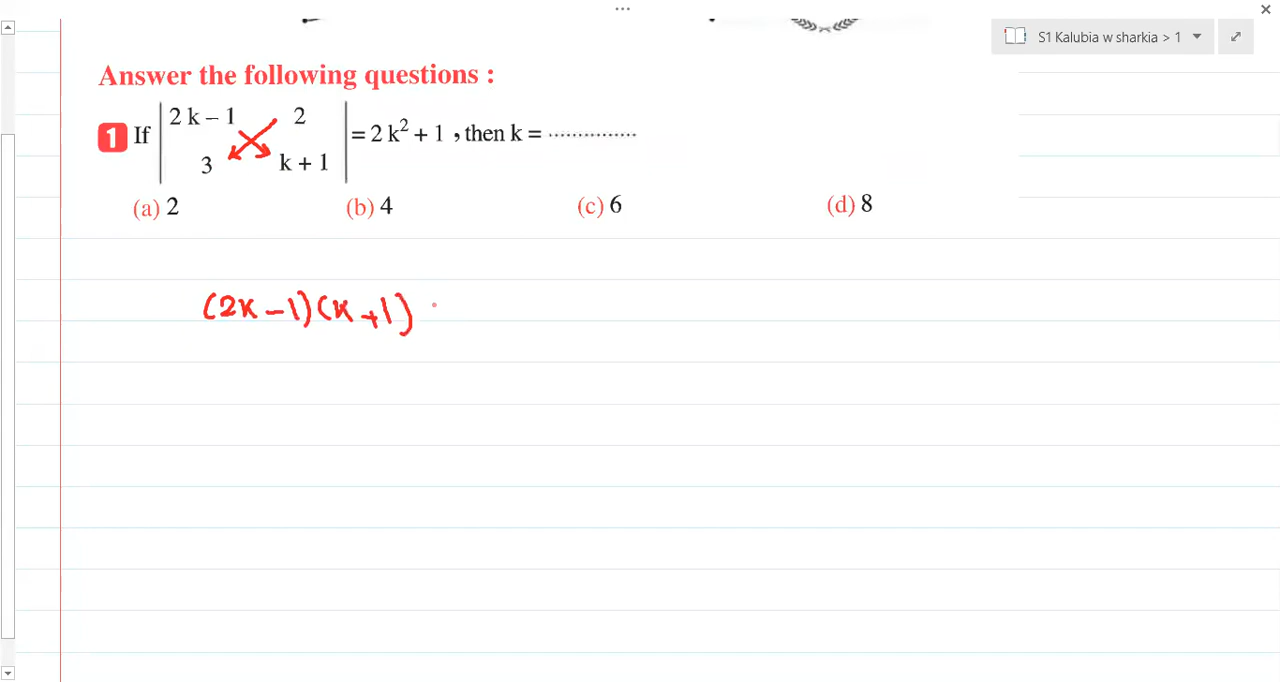 S1 Kalubia w sharkia > 1
Answer the following questions :
1 If | 2 k – 1 2 | = 2 k² + 1 , then k = ...............
3 k + 1
(a) 2 (b) 4 (c) 6 (d) 8
(2k-1)(k+1)